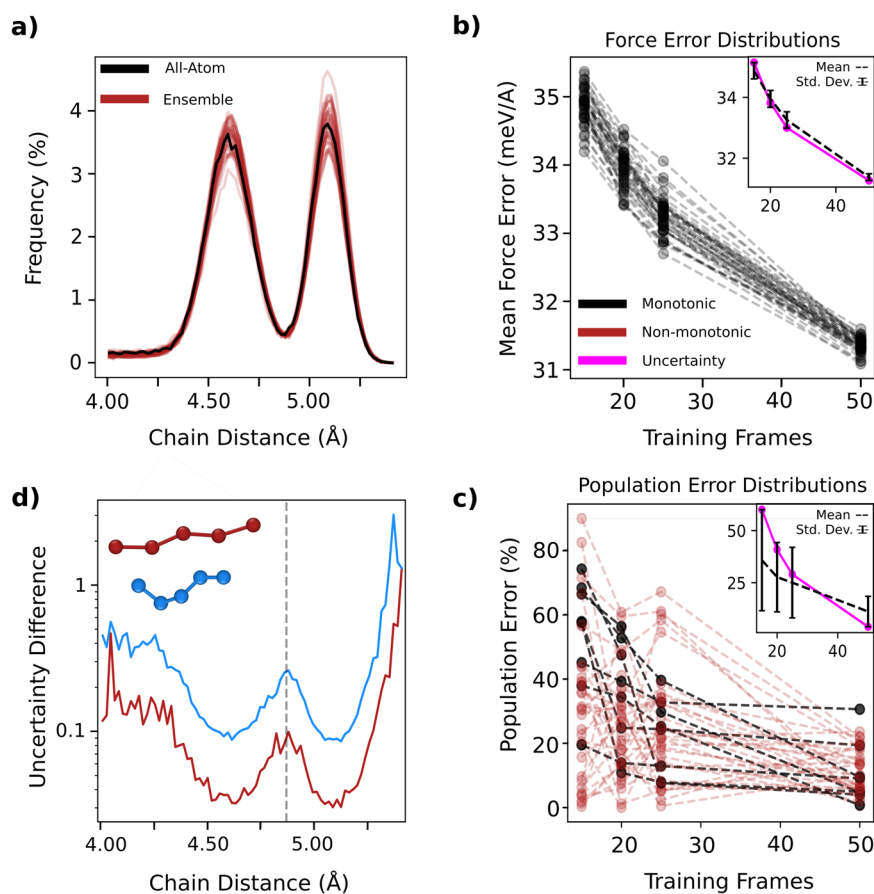 a)
All-Atom
Ensemble
Frequency (%)
4
3
2
1
0
4.00
4.50
5.00
Chain Distance (Å)
b)
Force Error Distributions
Mean Force Error (meV/A)
35
34
33
32
31
Monotonic
Non-monotonic
Uncertainty
20
30
40
50
Training Frames
Mean
Std. Dev.
34
32
20
40
d)
Uncertainty Difference
1
0.1
4.00
4.50
5.00
Chain Distance (Å)
c)
Population Error Distributions
Population Error (%)
80
60
40
20
0
20
30
40
50
Training Frames
Mean
Std. Dev.
50
25
20
40